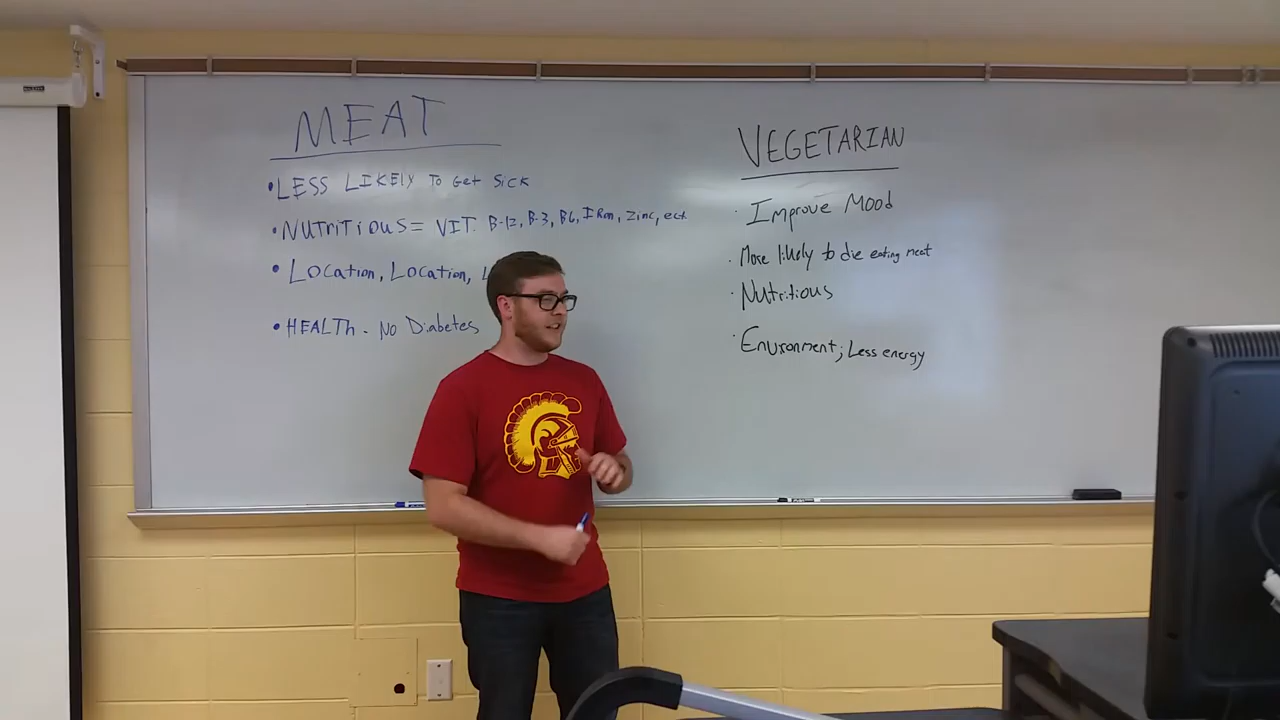 MEAT
• LESS LIKELY To Get Sick
• NUTRITIOUS = VIT: B-12, B-3, B6, IRon, Zinc, ect.
• Location, Location,
• HEALTh - No Diabetes
VEGETARIAN
· Improve Mood
· More likely to die eating meat
· Nutritious
· Environment; Less energy